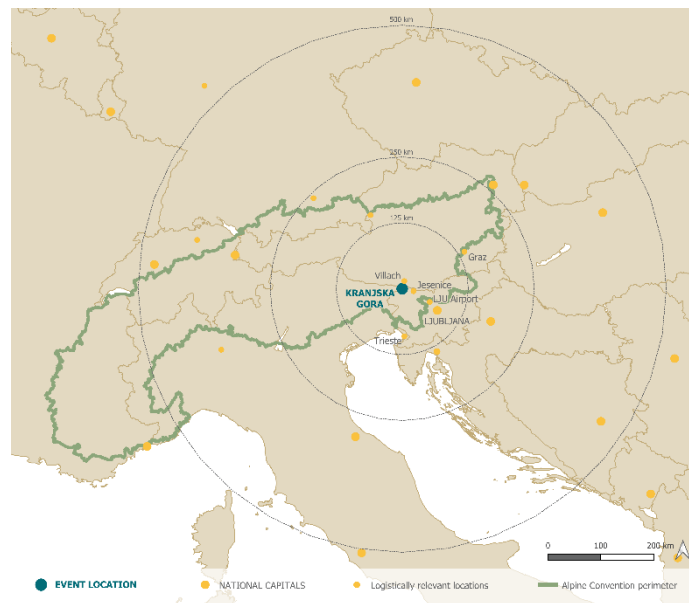 500 km
250 km
125 km
Graz
Villach
Jesenice
KRANJSKA
GORA
LJU Airport
LJUBLJANA
Trieste
0 100 200 km
EVENT LOCATION
NATIONAL CAPITALS
Logistically relevant locations
Alpine Convention perimeter